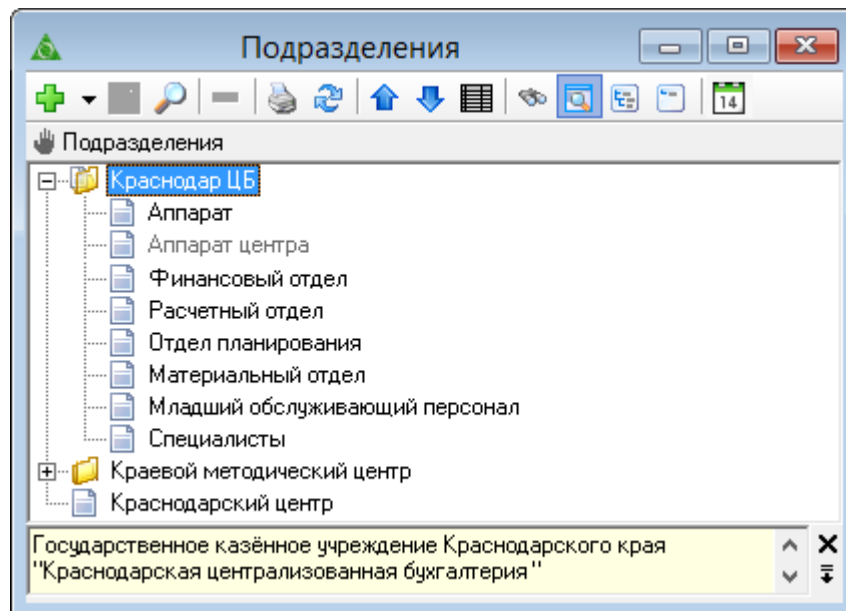 Подразделения
14
Подразделения
Краснодар ЦБ
Аппарат
Аппарат центра
Финансовый отдел
Расчетный отдел
Отдел планирования
Материальный отдел
Младший обслуживающий персонал
Специалисты
Краевой методический центр
Краснодарский центр
Государственное казённое учреждение Краснодарского края
"Краснодарская централизованная бухгалтерия"